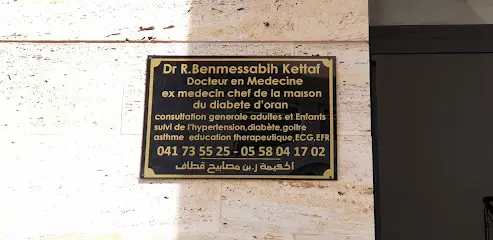 Dr R.Benmessabih Kettaf
Docteur en Medecine
ex medecin chef de la maison
du diabete d'oran
consultation generale adultes et Enfants
suivi de l'hypertension,diabète,goitre
asthme education therapeutique,ECG,EFR
041 73 55 25 - 05 58 04 17 02
الحكيمة ر.بن مصابيح قطاف